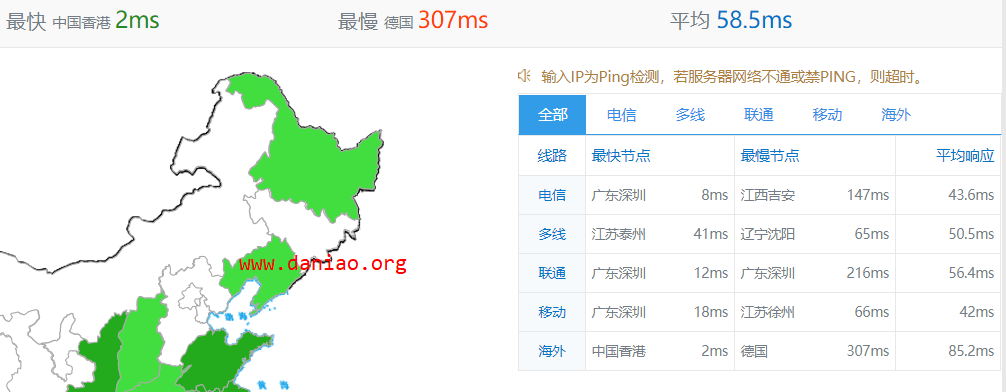 最快 中国香港 2ms 最慢 德国 307ms 平均 58.5ms
输入IP为Ping检测，若服务器网络不通或禁PING，则超时。
全部 电信 多线 联通 移动 海外
线路 最快节点 最慢节点 平均响应
电信 广东深圳 8ms 江西吉安 147ms 43.6ms
多线 江苏泰州 41ms 辽宁沈阳 65ms 50.5ms
www.daniao.org
联通 广东深圳 12ms 广东深圳 216ms 56.4ms
移动 广东深圳 18ms 江苏徐州 66ms 42ms
海外 中国香港 2ms 德国 307ms 85.2ms